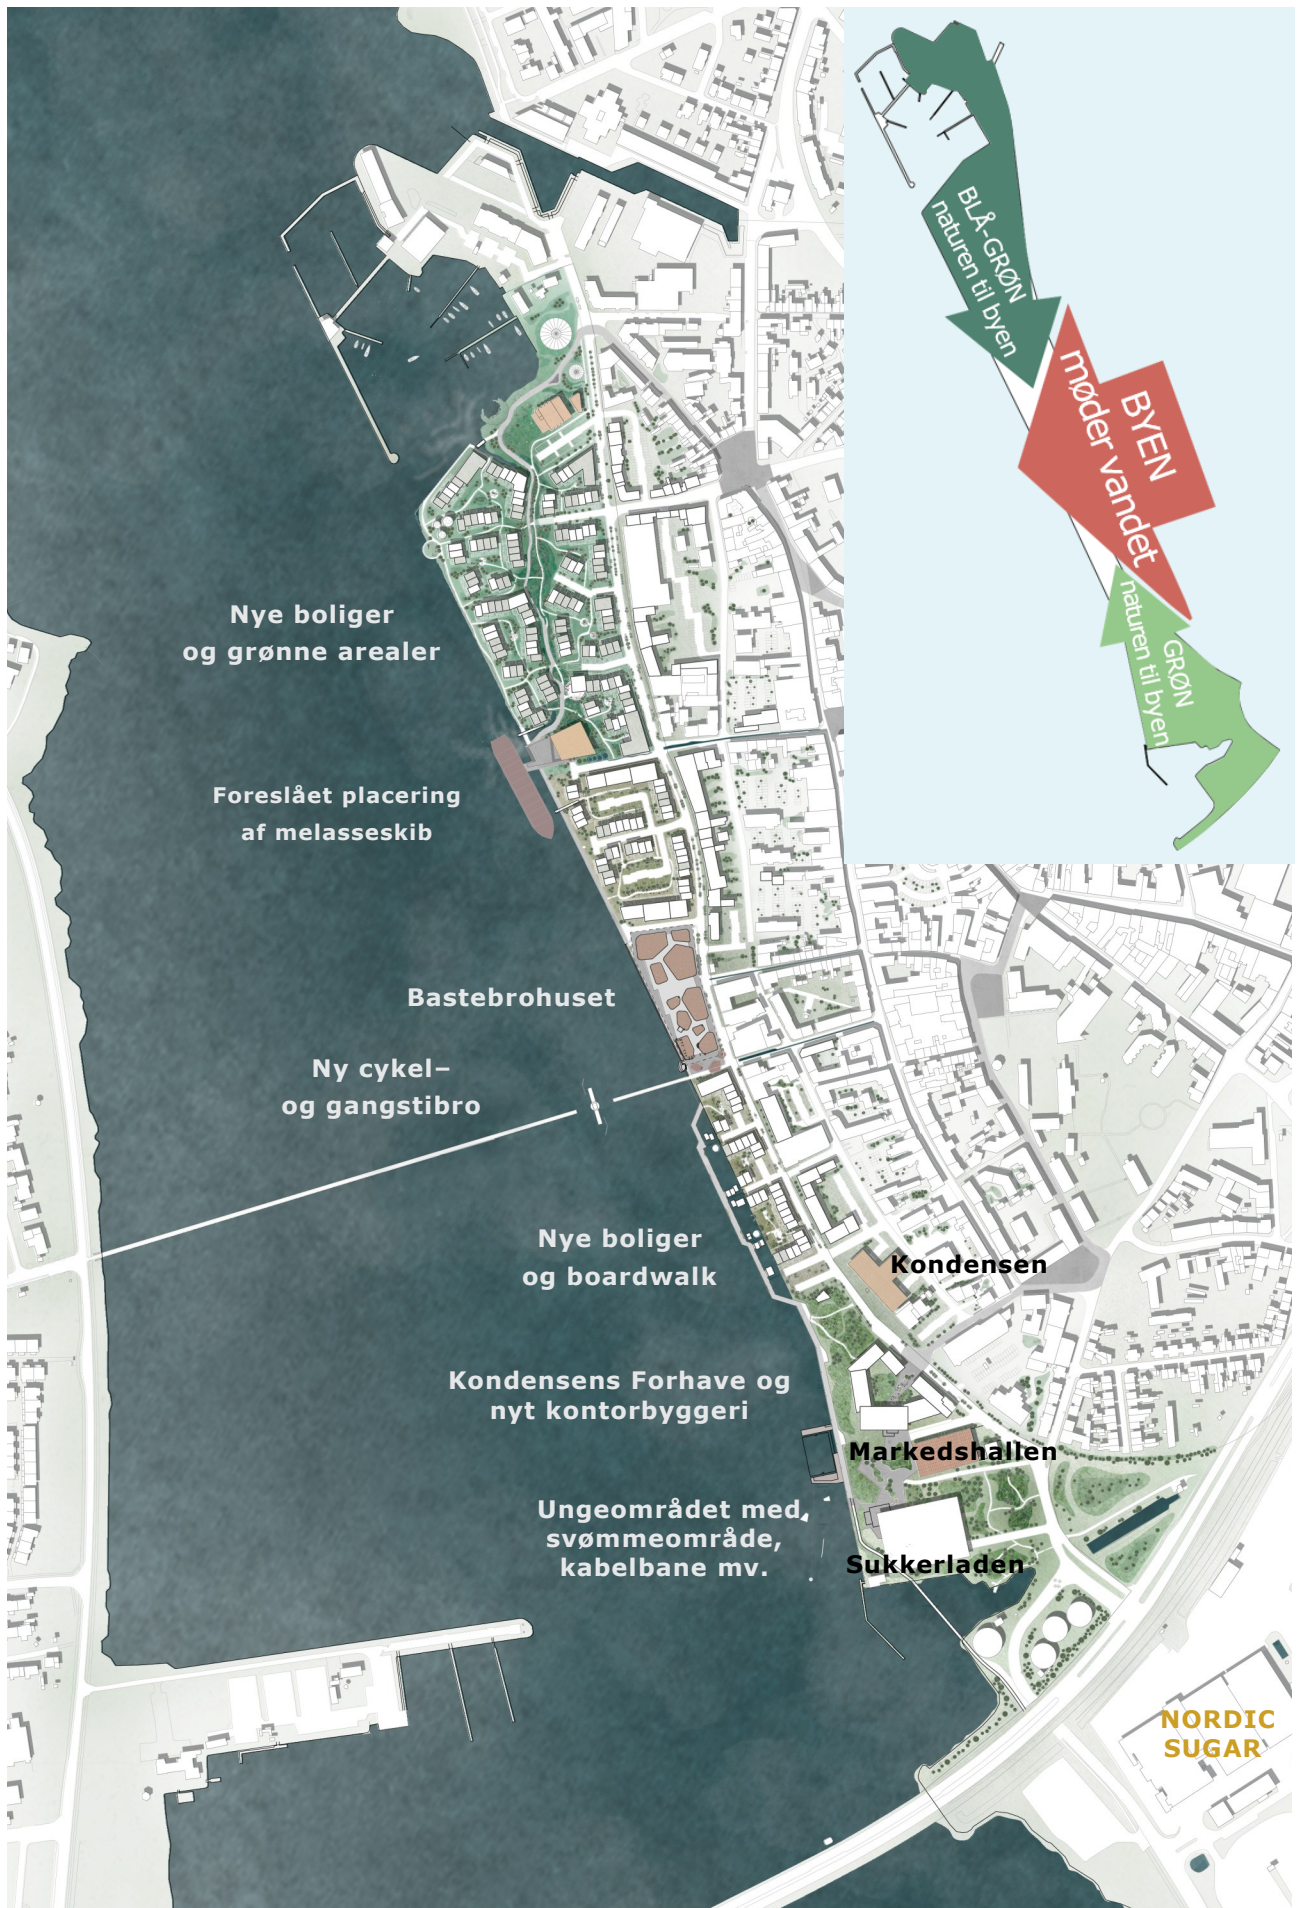 BLÅ-GRØN
naturen til byen
BYEN
møder vandet
GRØN
naturen til byen
Nye boliger
og grønne arealer
Foreslået placering
af melasseskib
Bastebrohuset
Ny cykel–
og gangstibro
Nye boliger
og boardwalk
Kondensen
Kondensens Forhave og
nyt kontorbyggeri
Markedshallen
Ungeområdet med
svømmeområde,
kabelbane mv.
Sukkerladen
NORDIC
SUGAR